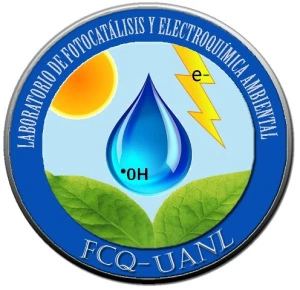 LABORATORIO DE FOTOCATÁLISIS Y ELECTROQUÍMICA AMBIENTAL
e-
•OH
FCQ-UANL